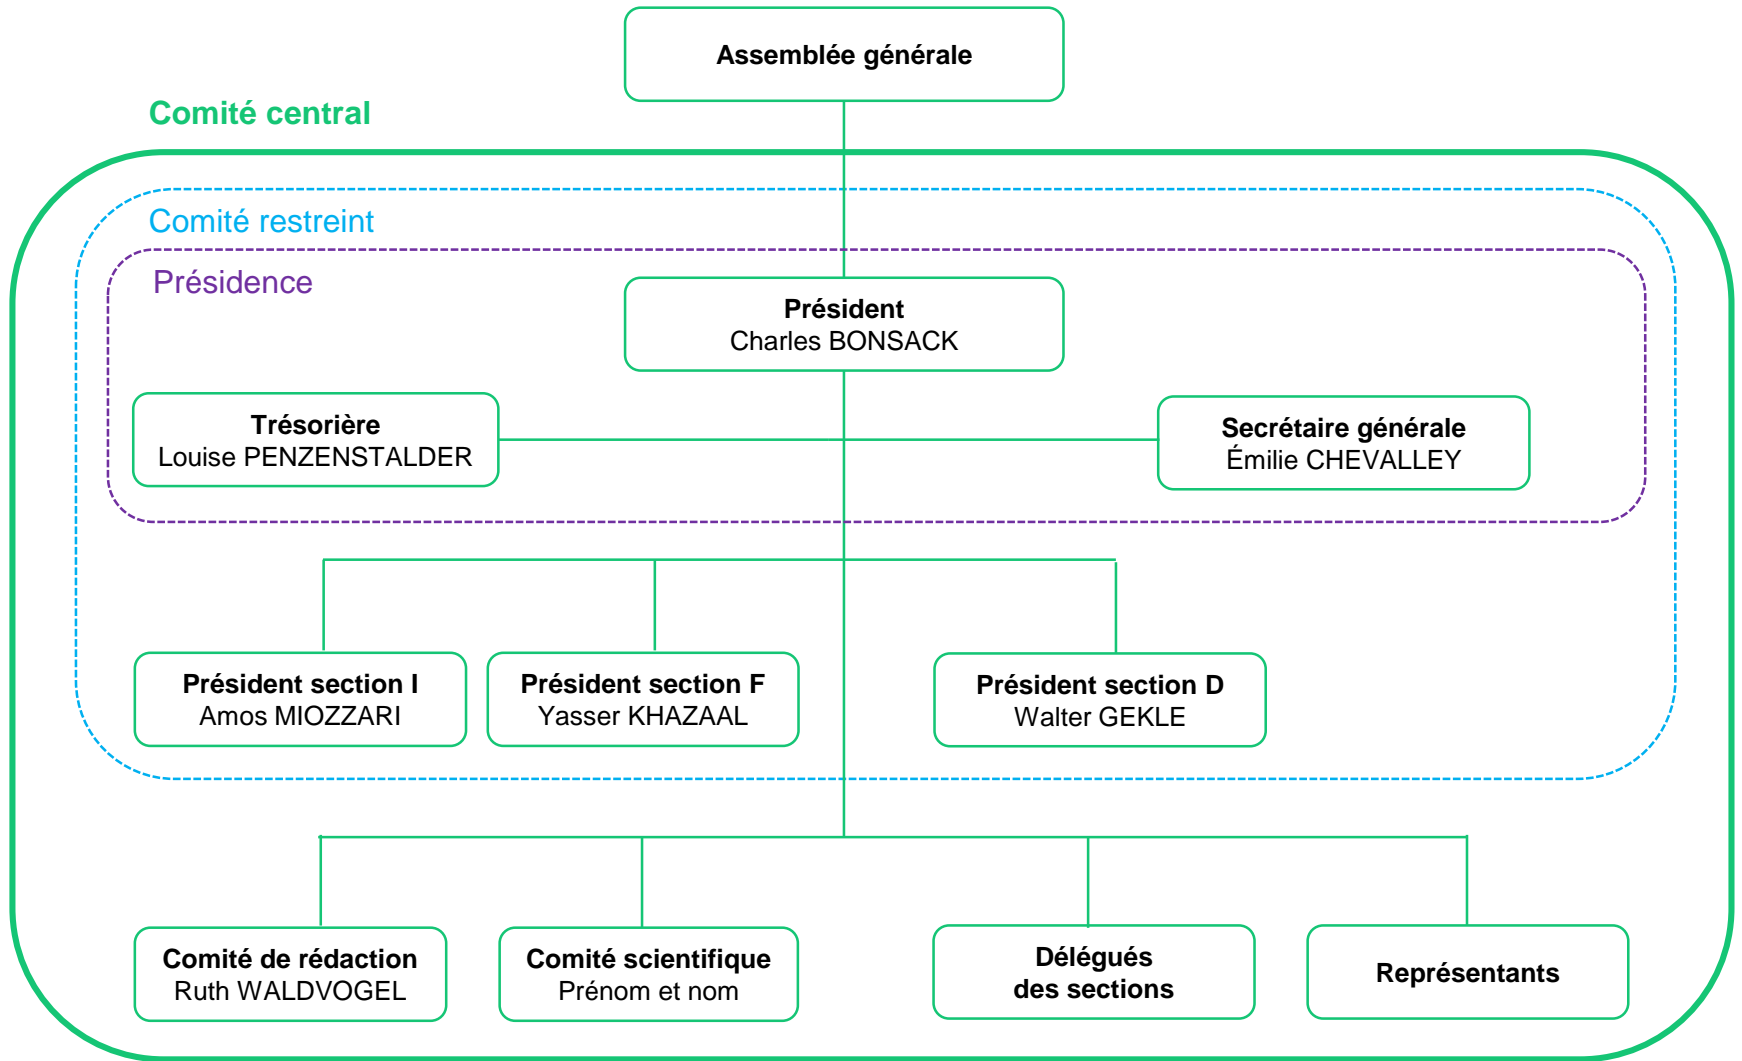 Assemblée générale
Comité central
Comité restreint
Présidence
Président
Charles BONSACK
Trésorière
Louise PENZENSTALDER
Secrétaire générale
Émilie CHEVALLEY
Président section I
Amos MIOZZARI
Président section F
Yasser KHAZAAL
Président section D
Walter GEKLE
Comité de rédaction
Ruth WALDVOGEL
Comité scientifique
Prénom et nom
Délégués
des sections
Représentants